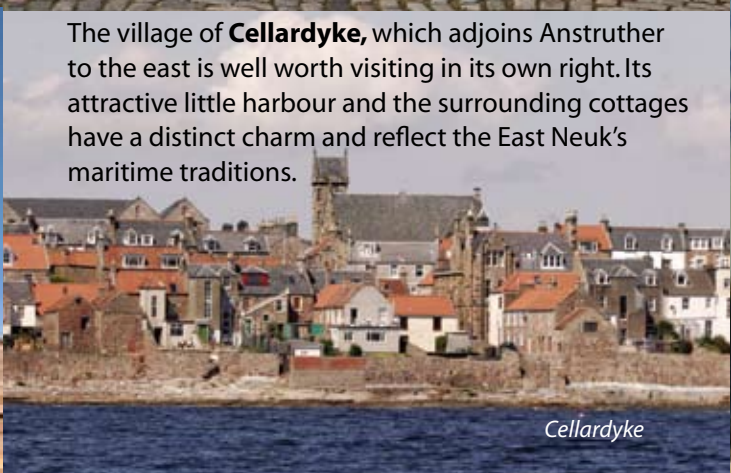 The village of Cellardyke, which adjoins Anstruther
to the east is well worth visiting in its own right. Its
attractive little harbour and the surrounding cottages
have a distinct charm and reflect the East Neuk's
maritime traditions.
Cellardyke